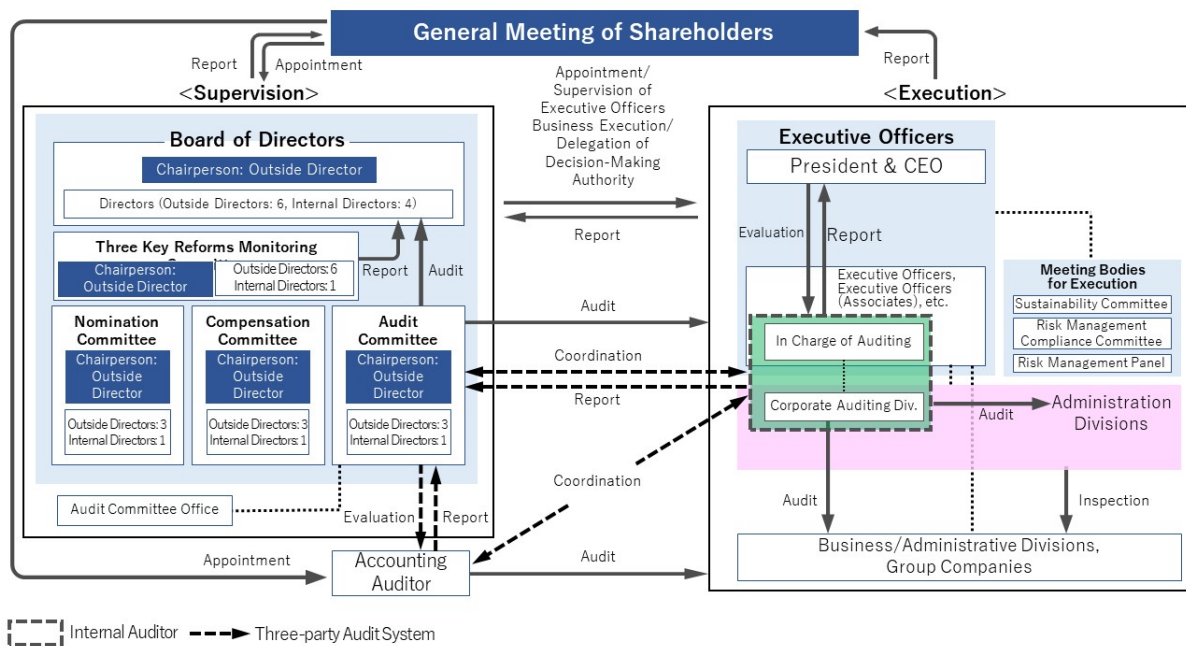 General Meeting of Shareholders
Report
Appointment
Report
<Supervision>
<Execution>
Appointment/
Supervision of
Executive Officers
Business Execution/
Delegation of
Decision-Making
Authority
Report
Board of Directors
Chairperson: Outside Director
Directors (Outside Directors: 6, Internal Directors: 4)
Three Key Reforms Monitoring
Chairperson:
Outside Director
Outside Directors: 6
Internal Directors: 1
Report
Audit
Nomination
Committee
Chairperson:
Outside
Director
Outside Directors: 3
Internal Directors: 1
Compensation
Committee
Chairperson:
Outside
Director
Outside Directors: 3
Internal Directors: 1
Audit
Committee
Chairperson:
Outside
Director
Outside Directors: 3
Internal Directors: 1
Audit Committee Office
Evaluation
Report
Audit
Coordination
Report
Coordination
Executive Officers
President & CEO
Evaluation
Report
Executive Officers,
Executive Officers
(Associates), etc.
In Charge of Auditing
Corporate Auditing Div.
Meeting Bodies
for Execution
Sustainability Committee
Risk Management
Compliance Committee
Risk Management Panel
Audit
Administration
Divisions
Audit
Inspection
Business/Administrative Divisions,
Group Companies
Appointment
Accounting
Auditor
Audit
Internal Auditor
Three-party Audit System